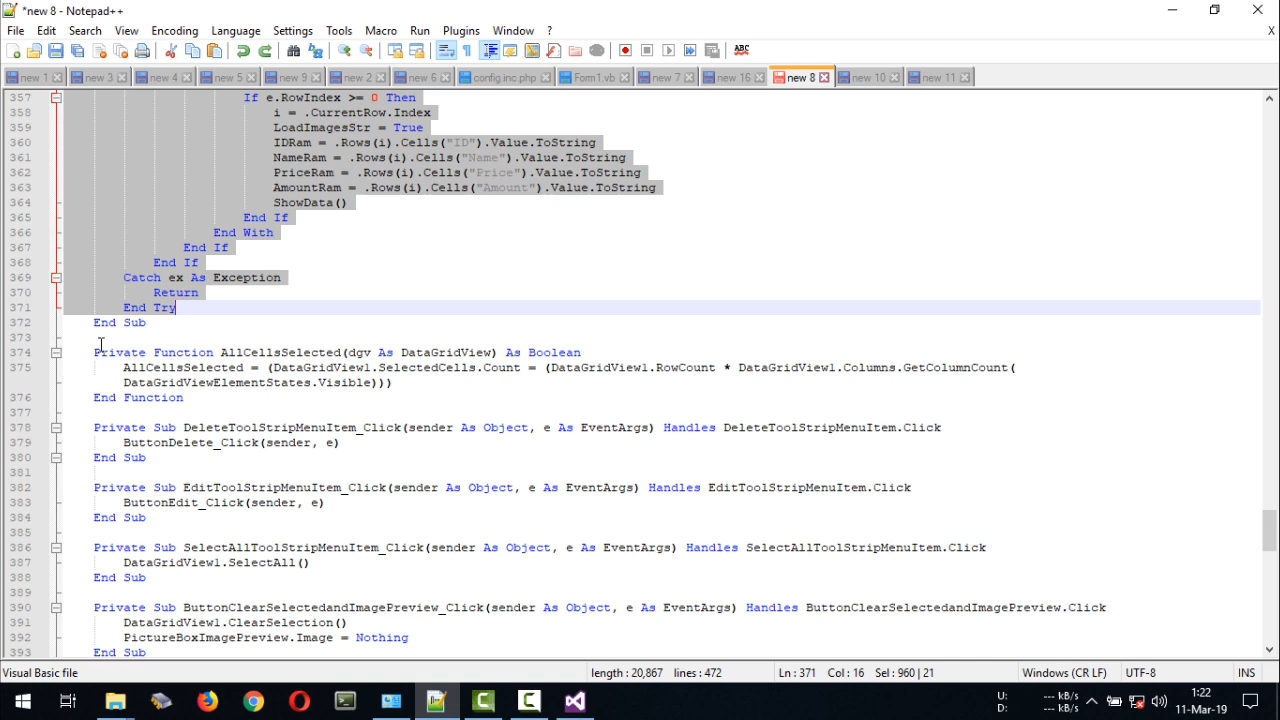 *new 8 - Notepad++
File Edit Search View Encoding Language Settings Tools Macro Run Plugins Window ?
new 1 new 3 new 4 new 5 new 9 new 2 new 6 config.inc.php Form1.vb new 7 new 16 new 8 new 10 new 11
357 If e.RowIndex >= 0 Then
358 i = .CurrentRow.Index
359 LoadImagesStr = True
360 IDRam = .Rows(i).Cells("ID").Value.ToString
361 NameRam = .Rows(i).Cells("Name").Value.ToString
362 PriceRam = .Rows(i).Cells("Price").Value.ToString
363 AmountRam = .Rows(i).Cells("Amount").Value.ToString
364 ShowData()
365 End If
366 End With
367 End If
368 End If
369 Catch ex As Exception
370 Return
371 End Try
372 End Sub
373
374 Private Function AllCellsSelected(dgv As DataGridView) As Boolean
375 AllCellsSelected = (DataGridView1.SelectedCells.Count = (DataGridView1.RowCount * DataGridView1.Columns.GetColumnCount(
DataGridViewElementStates.Visible)))
376 End Function
377
378 Private Sub DeleteToolStripMenuItem_Click(sender As Object, e As EventArgs) Handles DeleteToolStripMenuItem.Click
379 ButtonDelete_Click(sender, e)
380 End Sub
381
382 Private Sub EditToolStripMenuItem_Click(sender As Object, e As EventArgs) Handles EditToolStripMenuItem.Click
383 ButtonEdit_Click(sender, e)
384 End Sub
385
386 Private Sub SelectAllToolStripMenuItem_Click(sender As Object, e As EventArgs) Handles SelectAllToolStripMenuItem.Click
387 DataGridView1.SelectAll()
388 End Sub
389
390 Private Sub ButtonClearSelectedandImagePreview_Click(sender As Object, e As EventArgs) Handles ButtonClearSelectedandImagePreview.Click
391 DataGridView1.ClearSelection()
392 PictureBoxImagePreview.Image = Nothing
393 End Sub
Visual Basic file length : 20,867 lines : 472 Ln : 371 Col : 16 Sel : 960 | 21 Windows (CR LF) UTF-8 INS
U: --- kB/s
D: --- kB/s
1:22
11-Mar-19